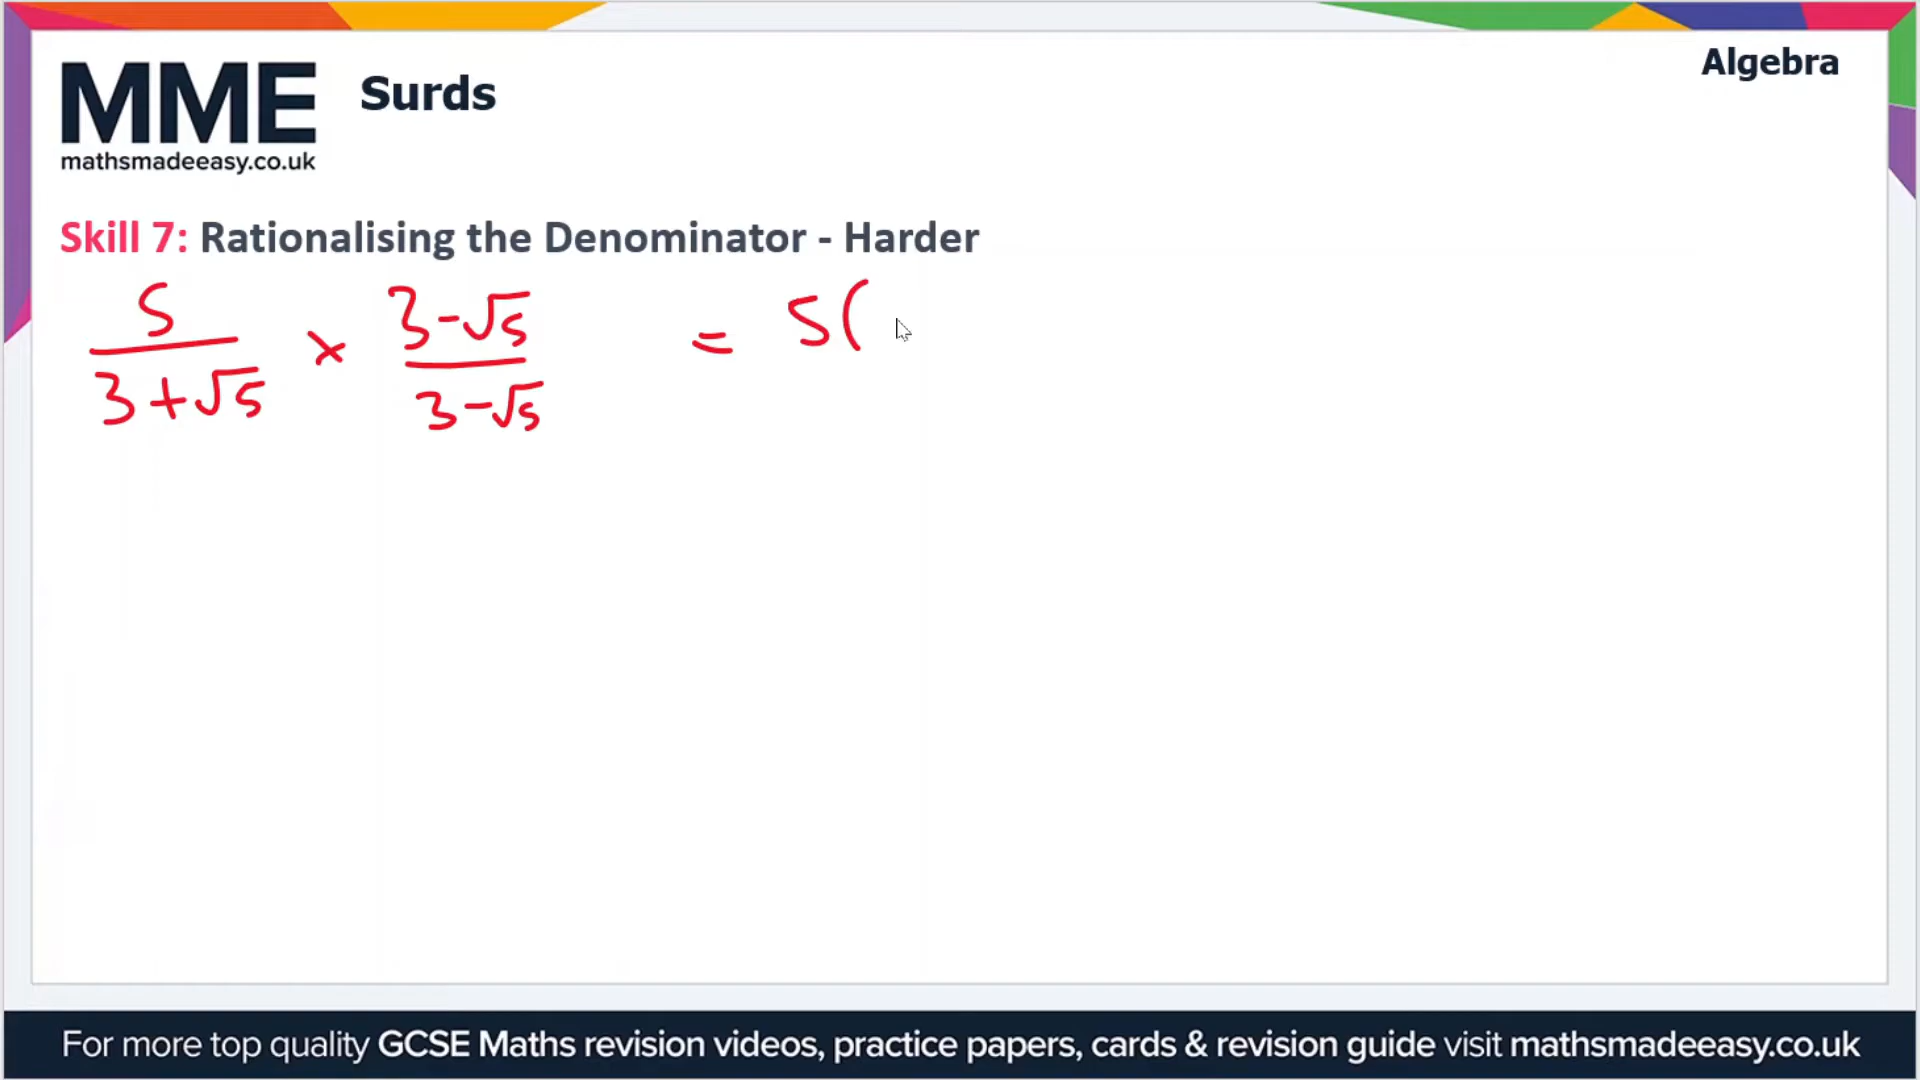 MME
mathsmadeeasy.co.uk
Surds
Algebra
Skill 7: Rationalising the Denominator - Harder
5/(3+√5) × (3-√5)/(3-√5) = 5(
For more top quality GCSE Maths revision videos, practice papers, cards & revision guide visit mathsmadeeasy.co.uk